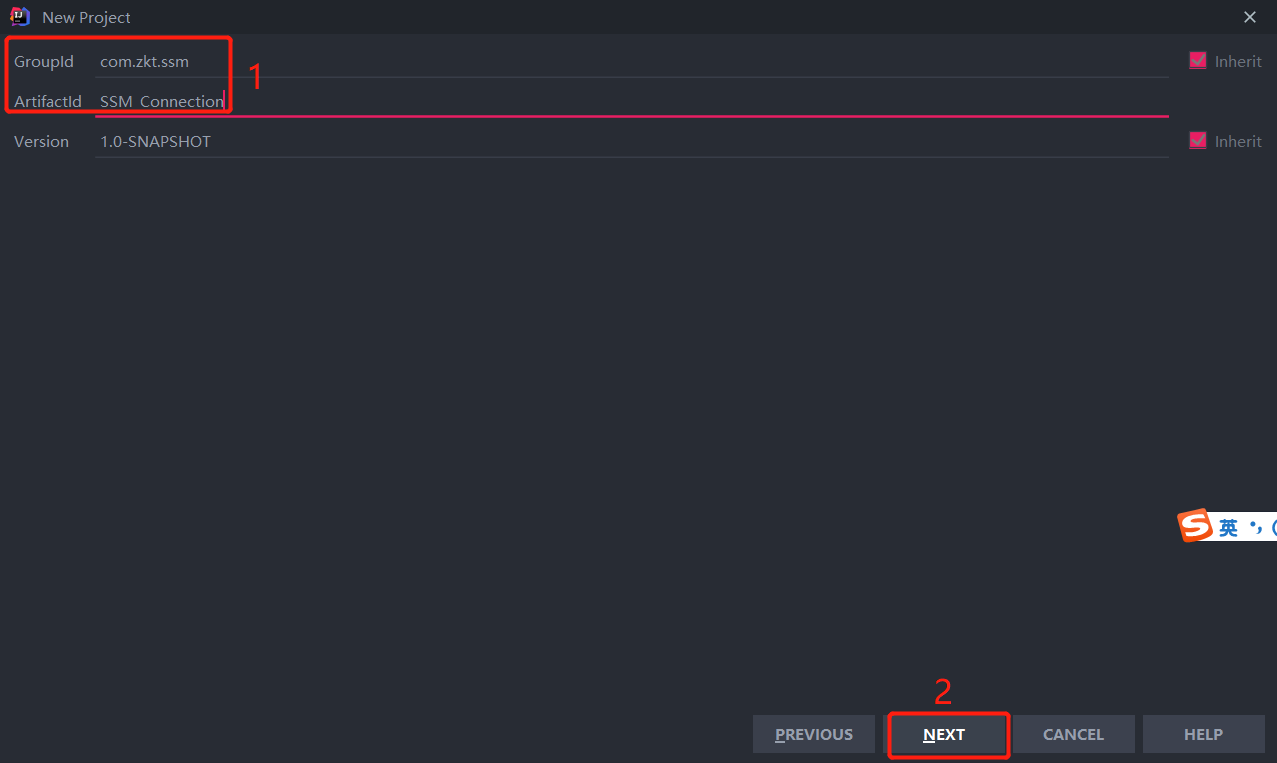 New Project
GroupId com.zkt.ssm 1 Inherit
ArtifactId SSM_Connection
Version 1.0-SNAPSHOT Inherit
英
2
PREVIOUS NEXT CANCEL HELP